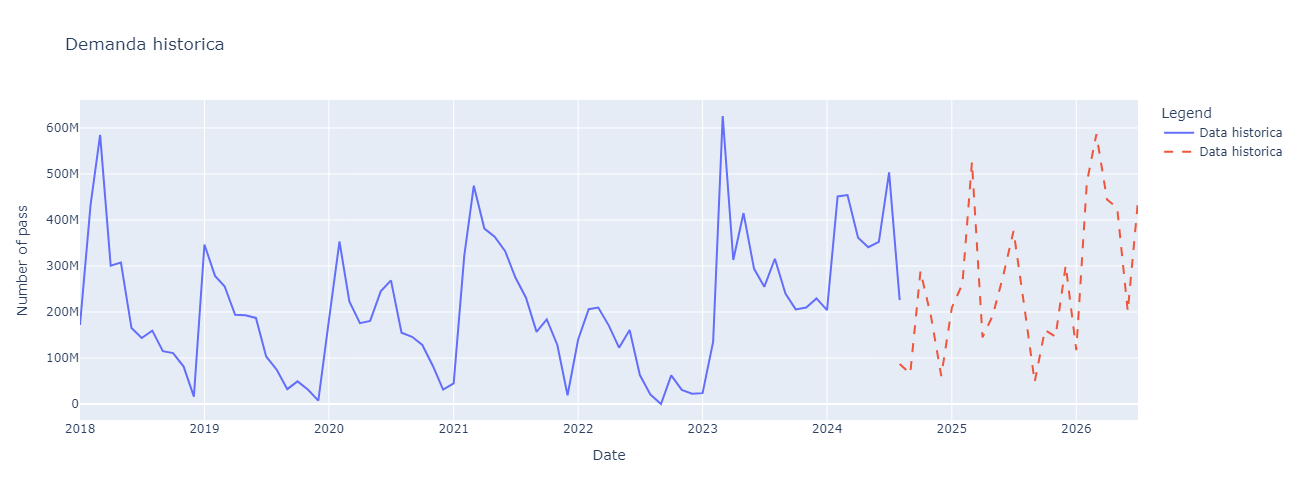 Demanda historica
Legend
Data historica
Data historica
Number of pass
600M
500M
400M
300M
200M
100M
0
2018 2019 2020 2021 2022 2023 2024 2025 2026
Date